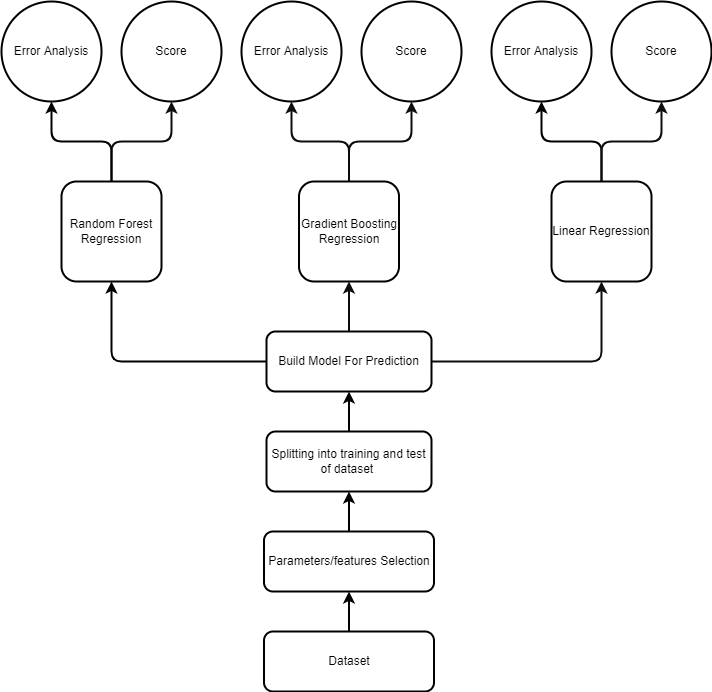 Error Analysis
Score
Error Analysis
Score
Error Analysis
Score
Random Forest
Regression
Gradient Boosting
Regression
Linear Regression
Build Model For Prediction
Splitting into training and test
of dataset
Parameters/features Selection
Dataset